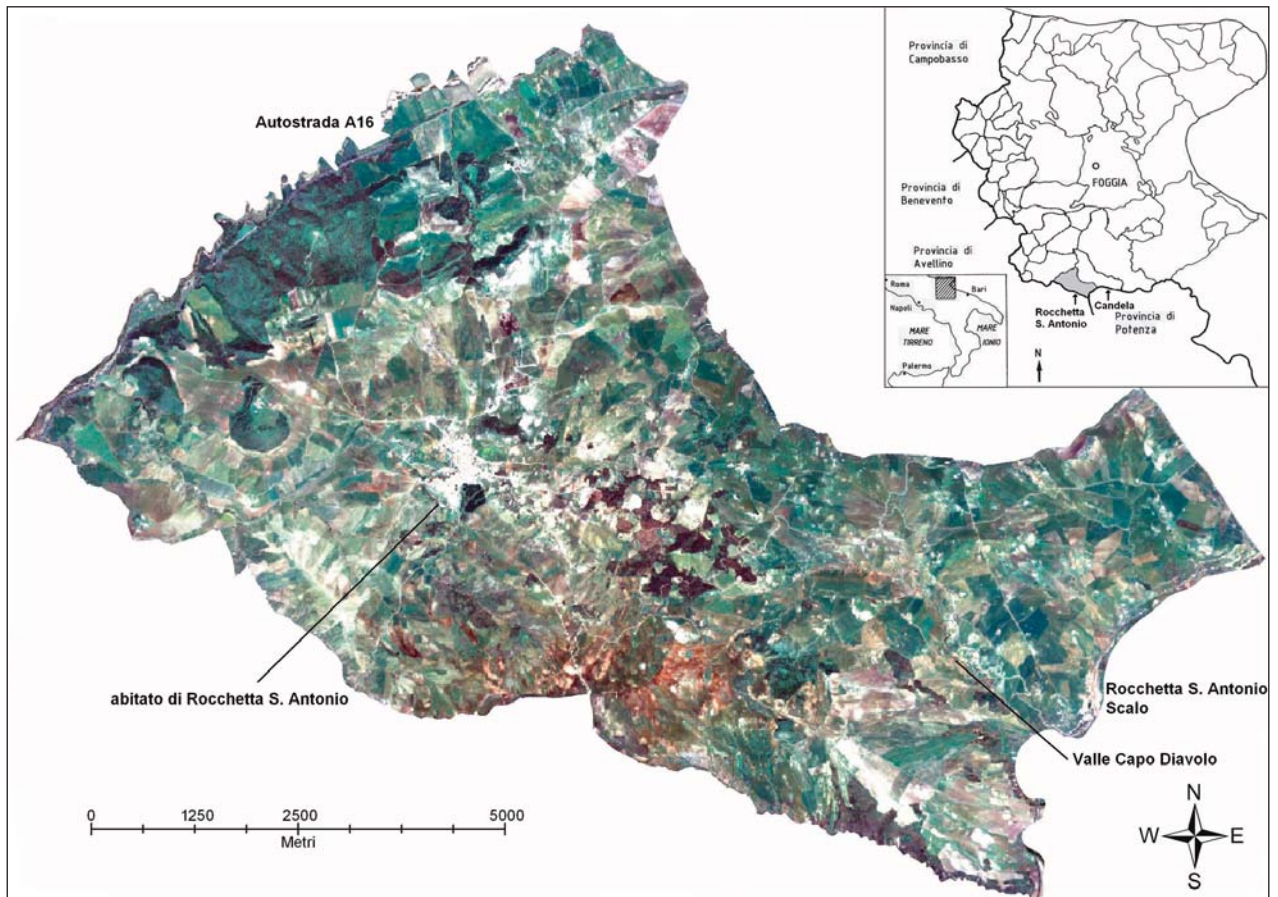 Autostrada A16
abitato di Rocchetta S. Antonio
Rocchetta S. Antonio
Scalo
Valle Capo Diavolo
0 1250 2500 5000
Metri
N
W E
S
Provincia di
Campobasso
FOGGIA
Provincia di
Benevento
Provincia di
Avellino
Rocchetta
S. Antonio
Candela
Provincia di
Potenza
N
Roma
Bari
Napoli
MARE
TIRRENO
MARE
IONIO
Palermo